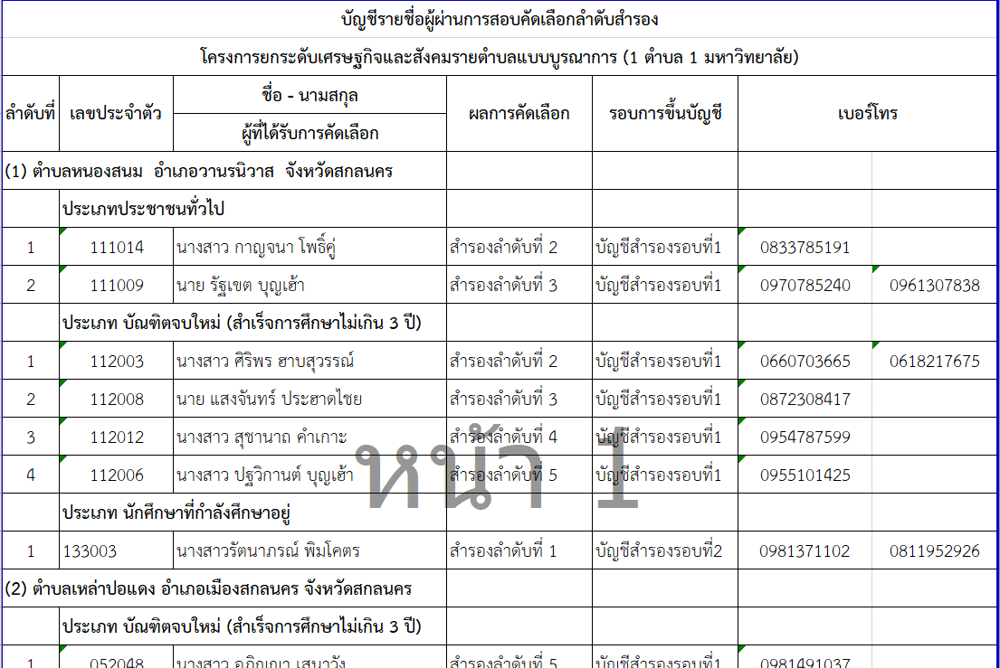 บัญชีรายชื่อผู้ผ่านการสอบคัดเลือกลำดับสำรอง
โครงการยกระดับเศรษฐกิจและสังคมรายตำบลแบบบูรณาการ (1 ตำบล 1 มหาวิทยาลัย)
ลำดับที่ เลขประจำตัว ชื่อ - นามสกุล ผลการคัดเลือก รอบการขึ้นบัญชี เบอร์โทร
ผู้ที่ได้รับการคัดเลือก
(1) ตำบลหนองสนม อำเภอวานรนิวาส จังหวัดสกลนคร
ประเภทประชาชนทั่วไป
1 111014 นางสาว กาญจนา โพธิ์คู่ สำรองลำดับที่ 2 บัญชีสำรองรอบที่1 0833785191
2 111009 นาย รัฐเขต บุญเฮ้า สำรองลำดับที่ 3 บัญชีสำรองรอบที่1 0970785240 0961307838
ประเภท บัณฑิตจบใหม่ (สำเร็จการศึกษาไม่เกิน 3 ปี)
1 112003 นางสาว ศิริพร ฮาบสุวรรณ์ สำรองลำดับที่ 2 บัญชีสำรองรอบที่1 0660703665 0618217675
2 112008 นาย แสงจันทร์ ประฮาดไชย สำรองลำดับที่ 3 บัญชีสำรองรอบที่1 0872308417
3 112012 นางสาว สุชานาถ คำเกาะ สำรองลำดับที่ 4 บัญชีสำรองรอบที่1 0954787599
4 112006 นางสาว ปฐวิกานต์ บุญเฮ้า สำรองลำดับที่ 5 บัญชีสำรองรอบที่1 0955101425
หน้า 1
ประเภท นักศึกษาที่กำลังศึกษาอยู่
1 133003 นางสาวรัตนาภรณ์ พิมโคตร สำรองลำดับที่ 1 บัญชีสำรองรอบที่2 0981371102 0811952926
(2) ตำบลเหล่าปอแดง อำเภอเมืองสกลนคร จังหวัดสกลนคร
ประเภท บัณฑิตจบใหม่ (สำเร็จการศึกษาไม่เกิน 3 ปี)
1 052048 นางสาว อภิญญา เสนาวัง สำรองลำดับที่ 5 บัญชีสำรองรอบที่1 0981491037